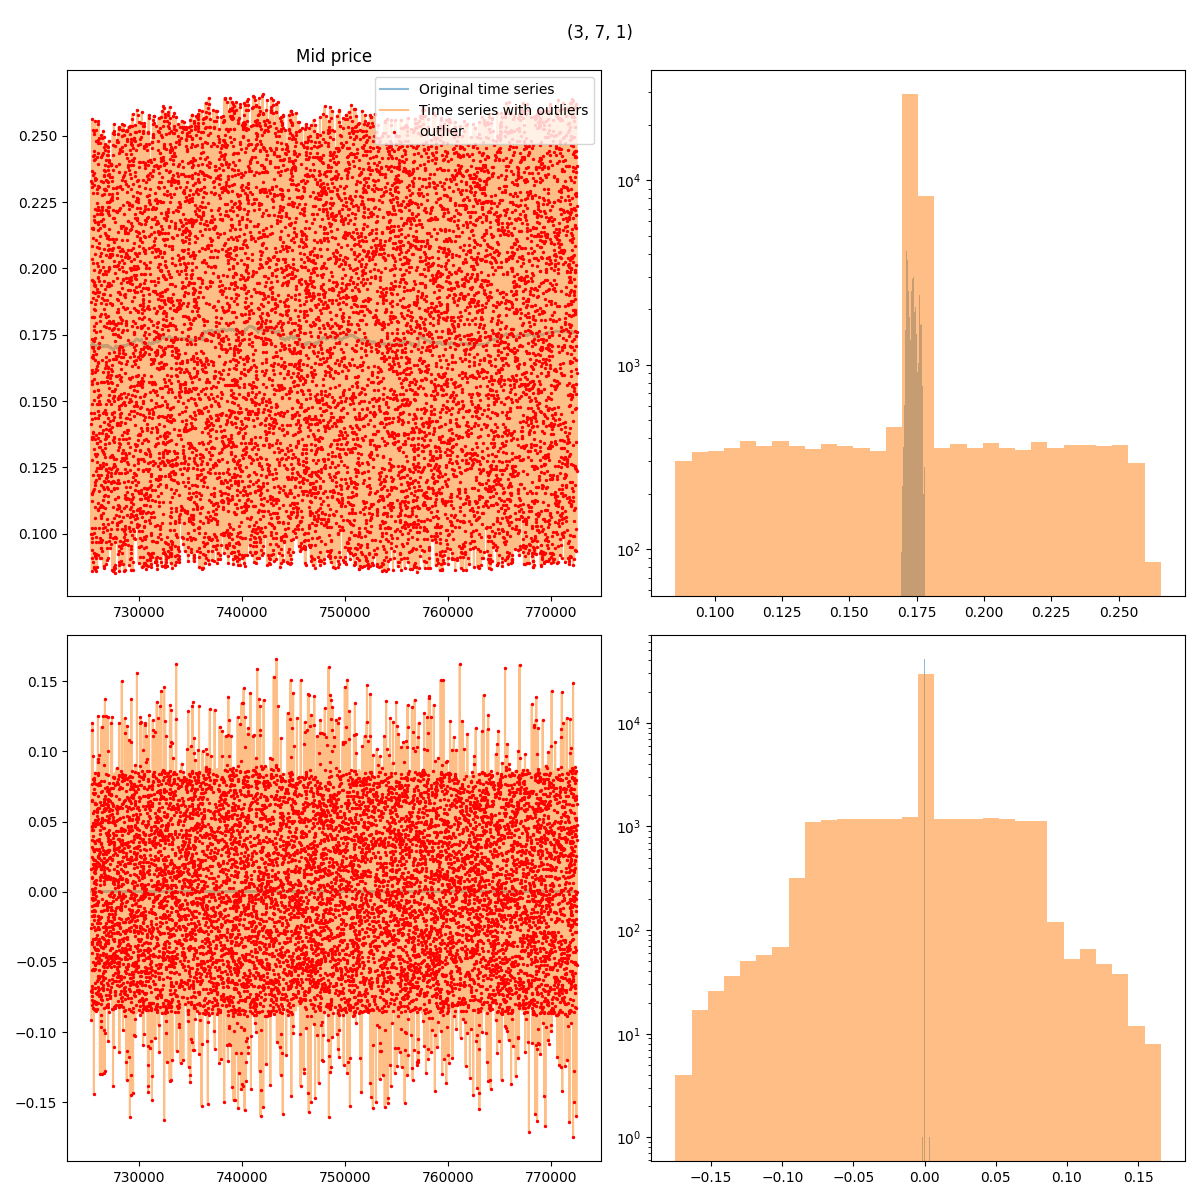 (3, 7, 1)
Mid price
Original time series
Time series with outliers
outlier
0.250
0.225
0.200
0.175
0.150
0.125
0.100
730000 740000 750000 760000 770000
10^4
10^3
10^2
0.100 0.125 0.150 0.175 0.200 0.225 0.250
0.15
0.10
0.05
0.00
−0.05
−0.10
−0.15
730000 740000 750000 760000 770000
10^4
10^3
10^2
10^1
10^0
−0.15 −0.10 −0.05 0.00 0.05 0.10 0.15